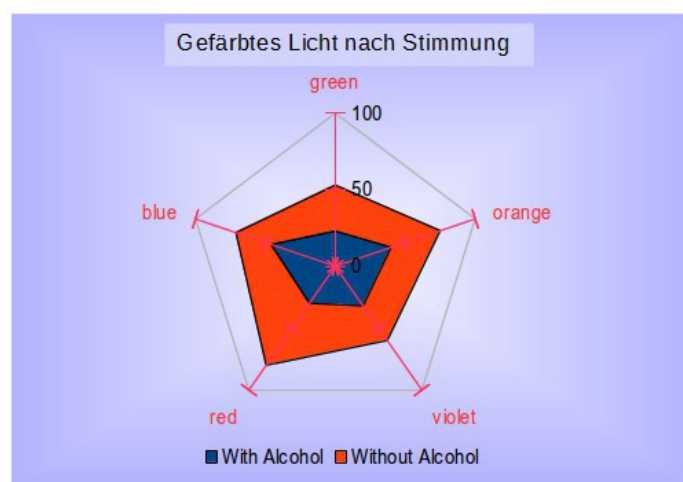 Gefärbtes Licht nach Stimmung
green
100
50
blue
orange
0
red
violet
With Alcohol Without Alcohol